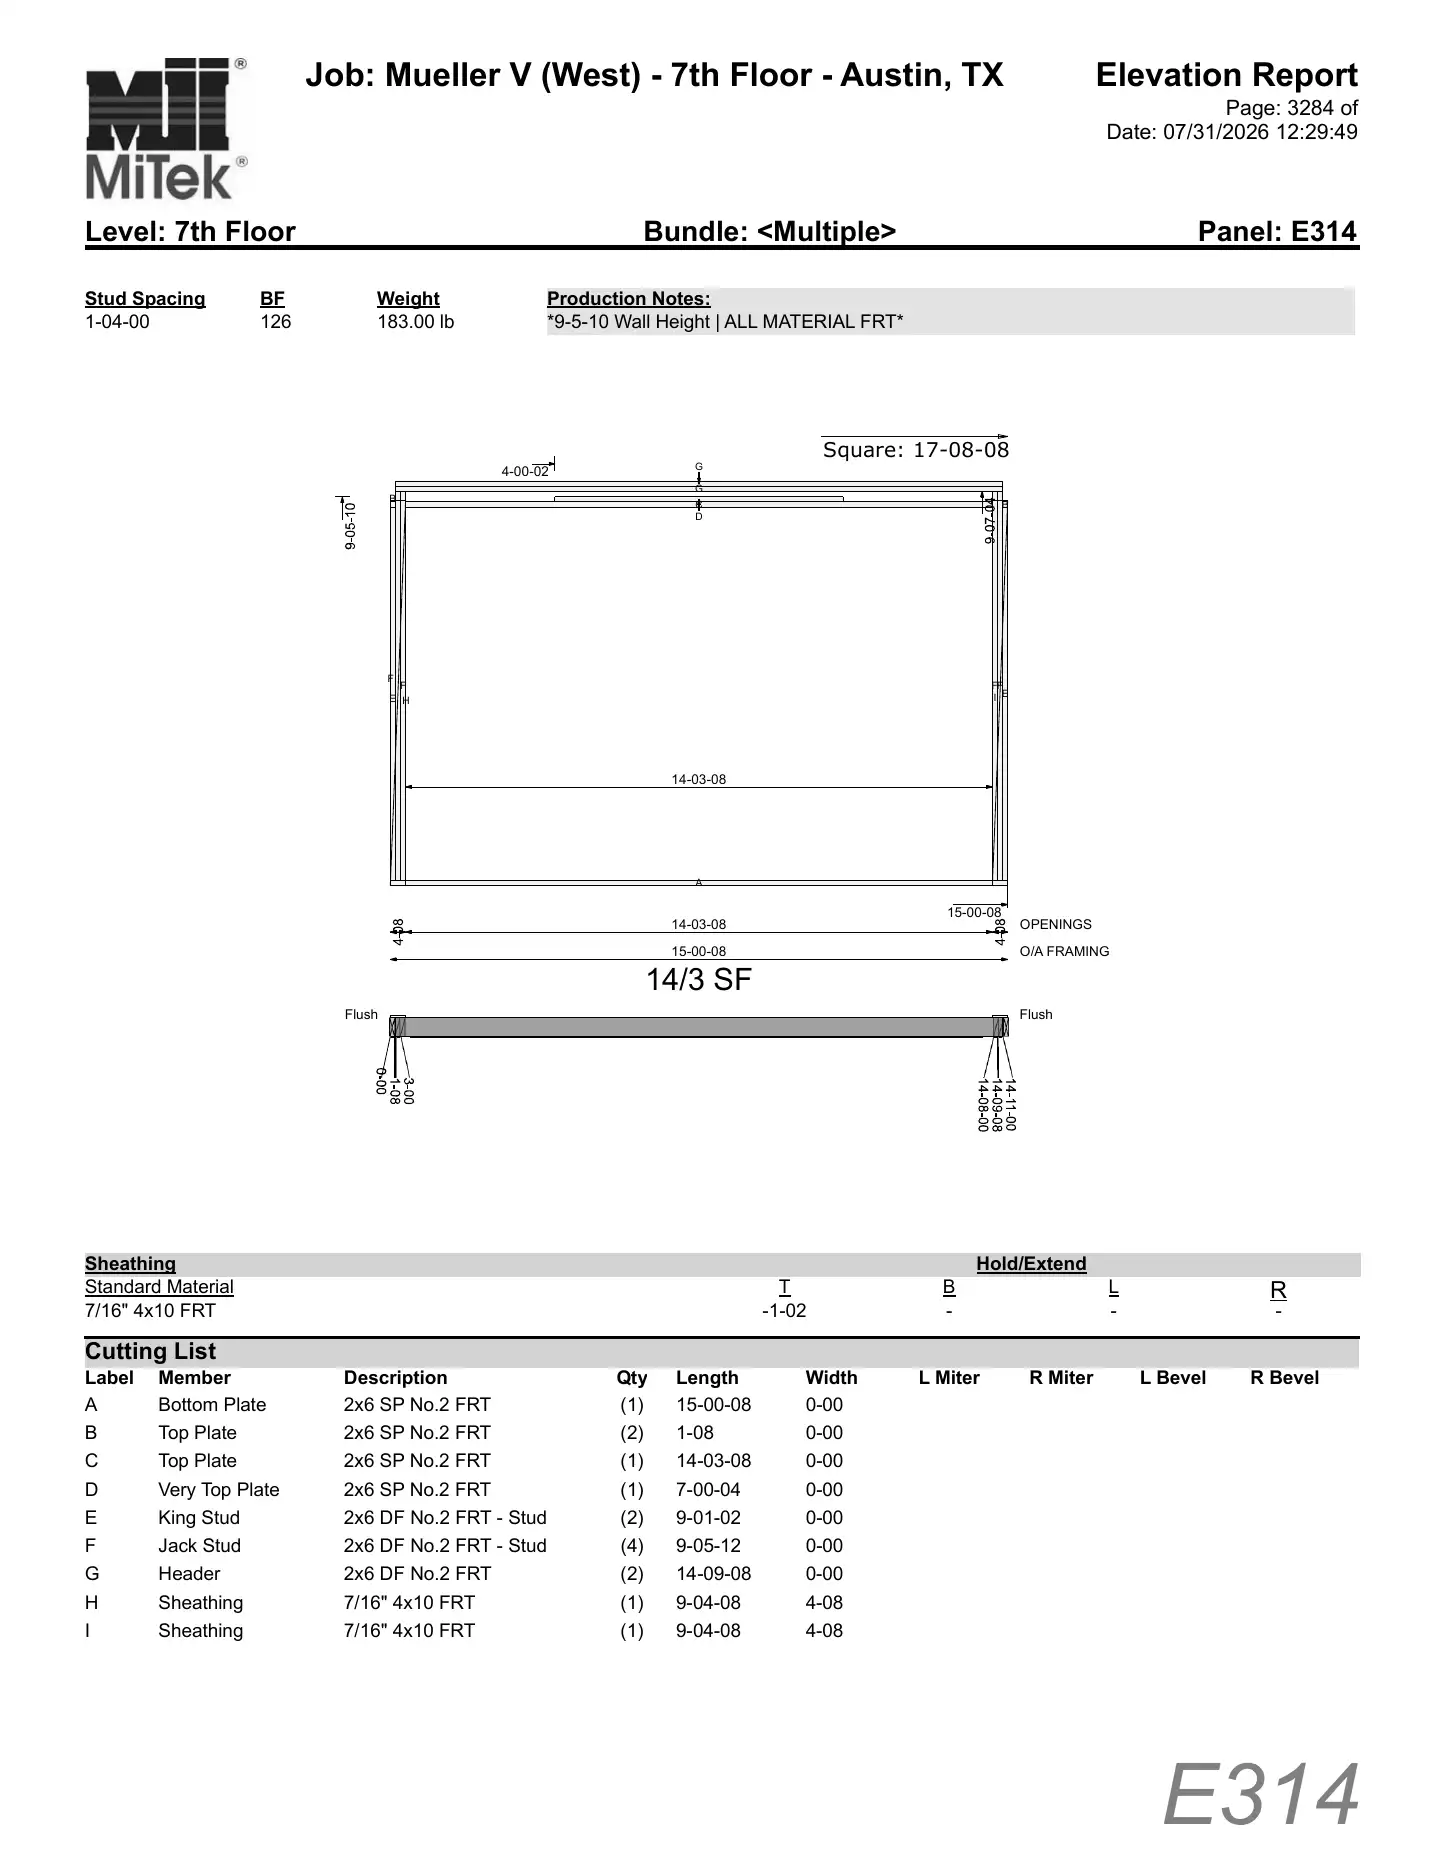 Job: Mueller V (West) - 7th Floor - Austin, TX
Elevation Report
Page: 3284 of
Date: 07/31/2026 12:29:49
MiTek®
Level: 7th Floor Bundle: <Multiple> Panel: E314
Stud Spacing BF Weight Production Notes:
1-04-00 126 183.00 lb *9-5-10 Wall Height | ALL MATERIAL FRT*
Square: 17-08-08
4-00-02
G
G
D
9-05-10
9-07-04
F
E
F
H
I
E
14-03-08
A
15-00-08
4-08 14-03-08 4-08 OPENINGS
15-00-08 O/A FRAMING
14/3 SF
Flush Flush
0-00 1-08 3-00 14-08-00 14-09-08 14-11-00
Sheathing Hold/Extend
Standard Material T B L R
7/16" 4x10 FRT -1-02 - - -
Cutting List
Label Member Description Qty Length Width L Miter R Miter L Bevel R Bevel
A Bottom Plate 2x6 SP No.2 FRT (1) 15-00-08 0-00
B Top Plate 2x6 SP No.2 FRT (2) 1-08 0-00
C Top Plate 2x6 SP No.2 FRT (1) 14-03-08 0-00
D Very Top Plate 2x6 SP No.2 FRT (1) 7-00-04 0-00
E King Stud 2x6 DF No.2 FRT - Stud (2) 9-01-02 0-00
F Jack Stud 2x6 DF No.2 FRT - Stud (4) 9-05-12 0-00
G Header 2x6 DF No.2 FRT (2) 14-09-08 0-00
H Sheathing 7/16" 4x10 FRT (1) 9-04-08 4-08
I Sheathing 7/16" 4x10 FRT (1) 9-04-08 4-08
E314